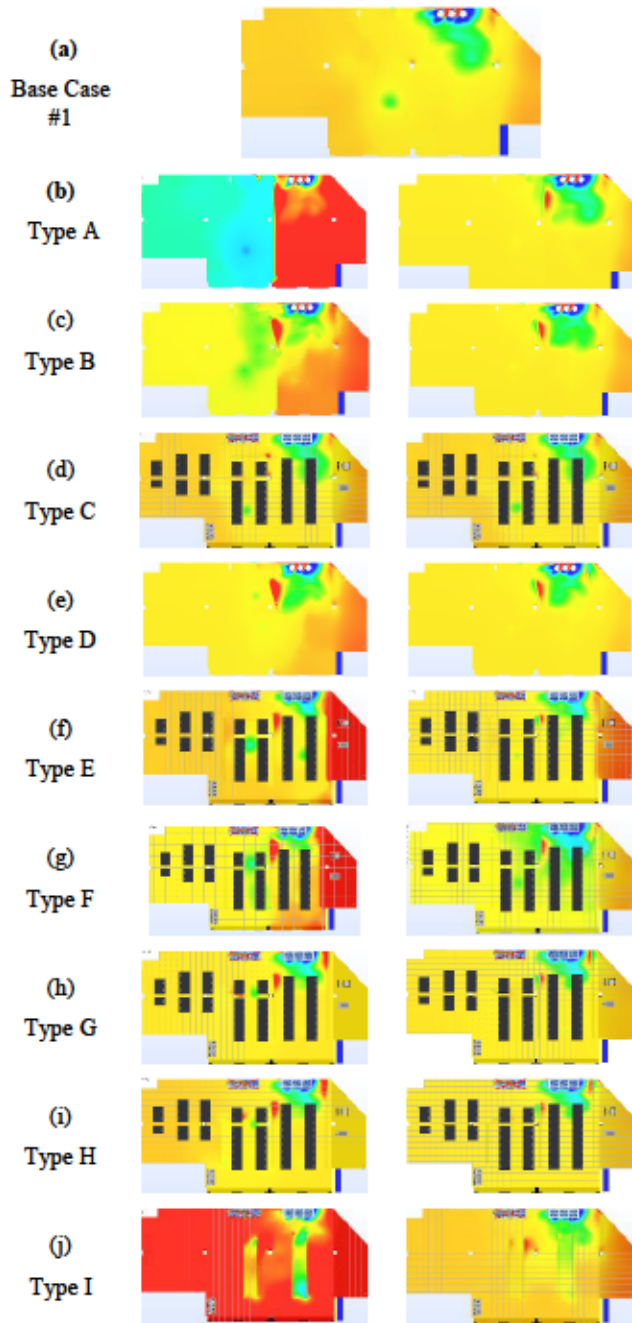 (a)
Base Case
#1
(b)
Type A
(c)
Type B
(d)
Type C
(e)
Type D
(f)
Type E
(g)
Type F
(h)
Type G
(i)
Type H
(j)
Type I